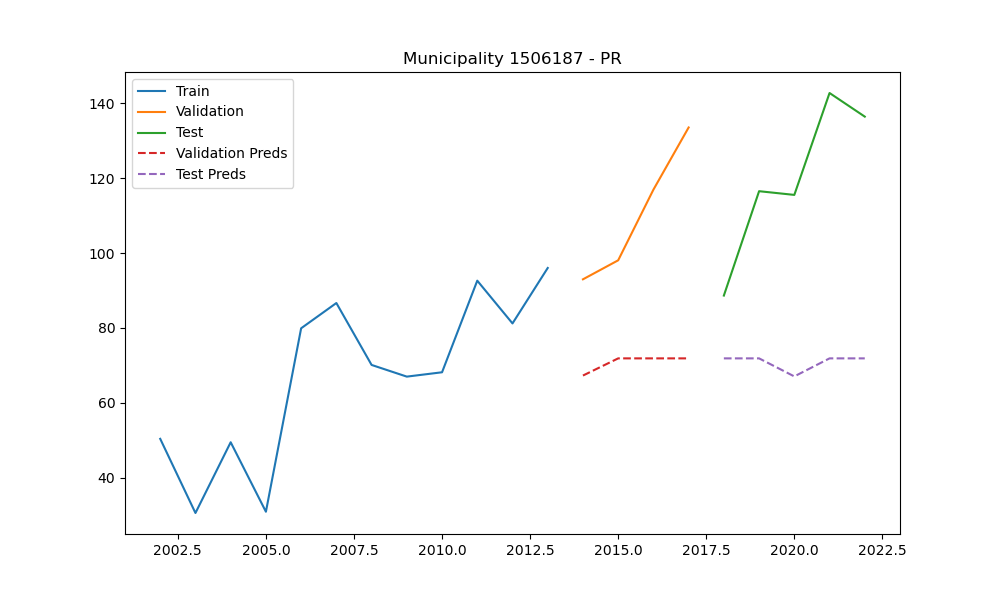 Municipality 1506187 - PR
Train
Validation
Test
Validation Preds
Test Preds
140
120
100
80
60
40
2002.5 2005.0 2007.5 2010.0 2012.5 2015.0 2017.5 2020.0 2022.5